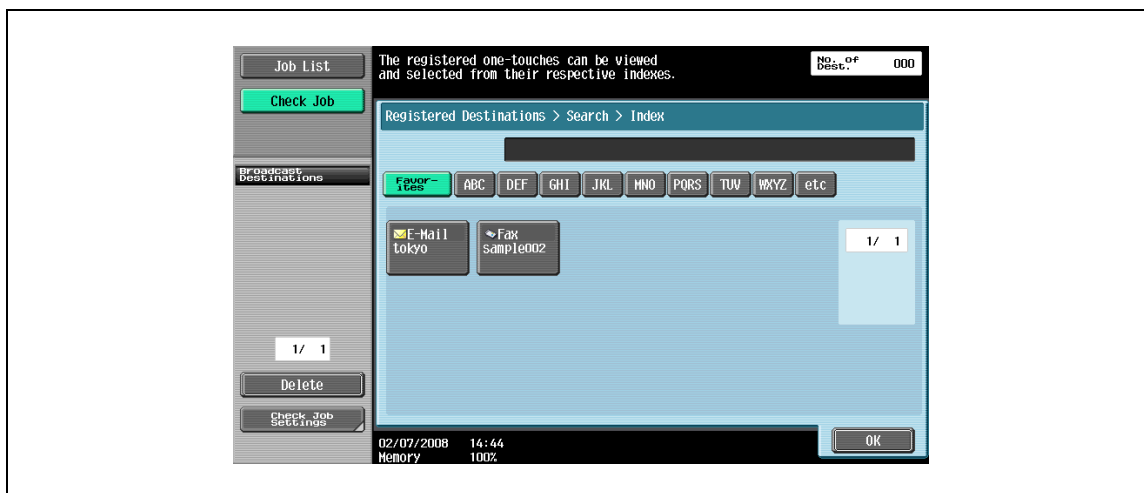 Job List
Check Job
Broadcast
Destinations
1/ 1
Delete
Check Job
Settings
The registered one-touches can be viewed
and selected from their respective indexes.
No. of
Dest.
000
Registered Destinations > Search > Index
Favor-
ites
ABC
DEF
GHI
JKL
MNO
PQRS
TUV
WXYZ
etc
E-Mail
tokyo
Fax
sample002
1/ 1
02/07/2008 14:44
Memory 100%
OK